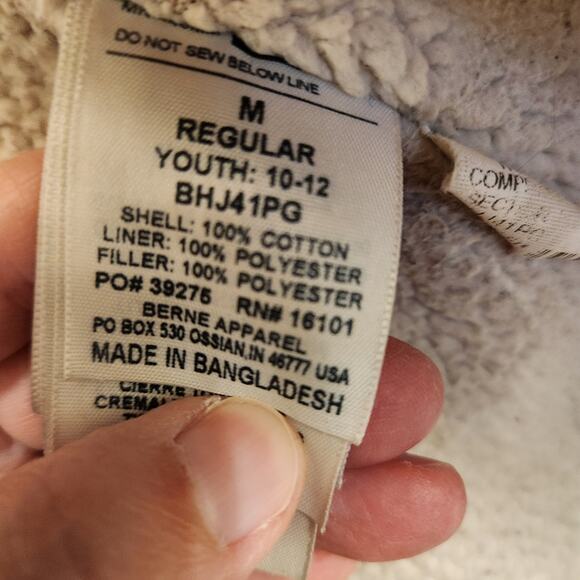 DO NOT SEW BELOW LINE
M
REGULAR
YOUTH: 10-12
BHJ41PG
SHELL: 100% COTTON
LINER: 100% POLYESTER
FILLER: 100% POLYESTER
PO# 39276 RN# 16101
BERNE APPAREL
PO BOX 530 OSSIAN, IN 46777 USA
MADE IN BANGLADESH